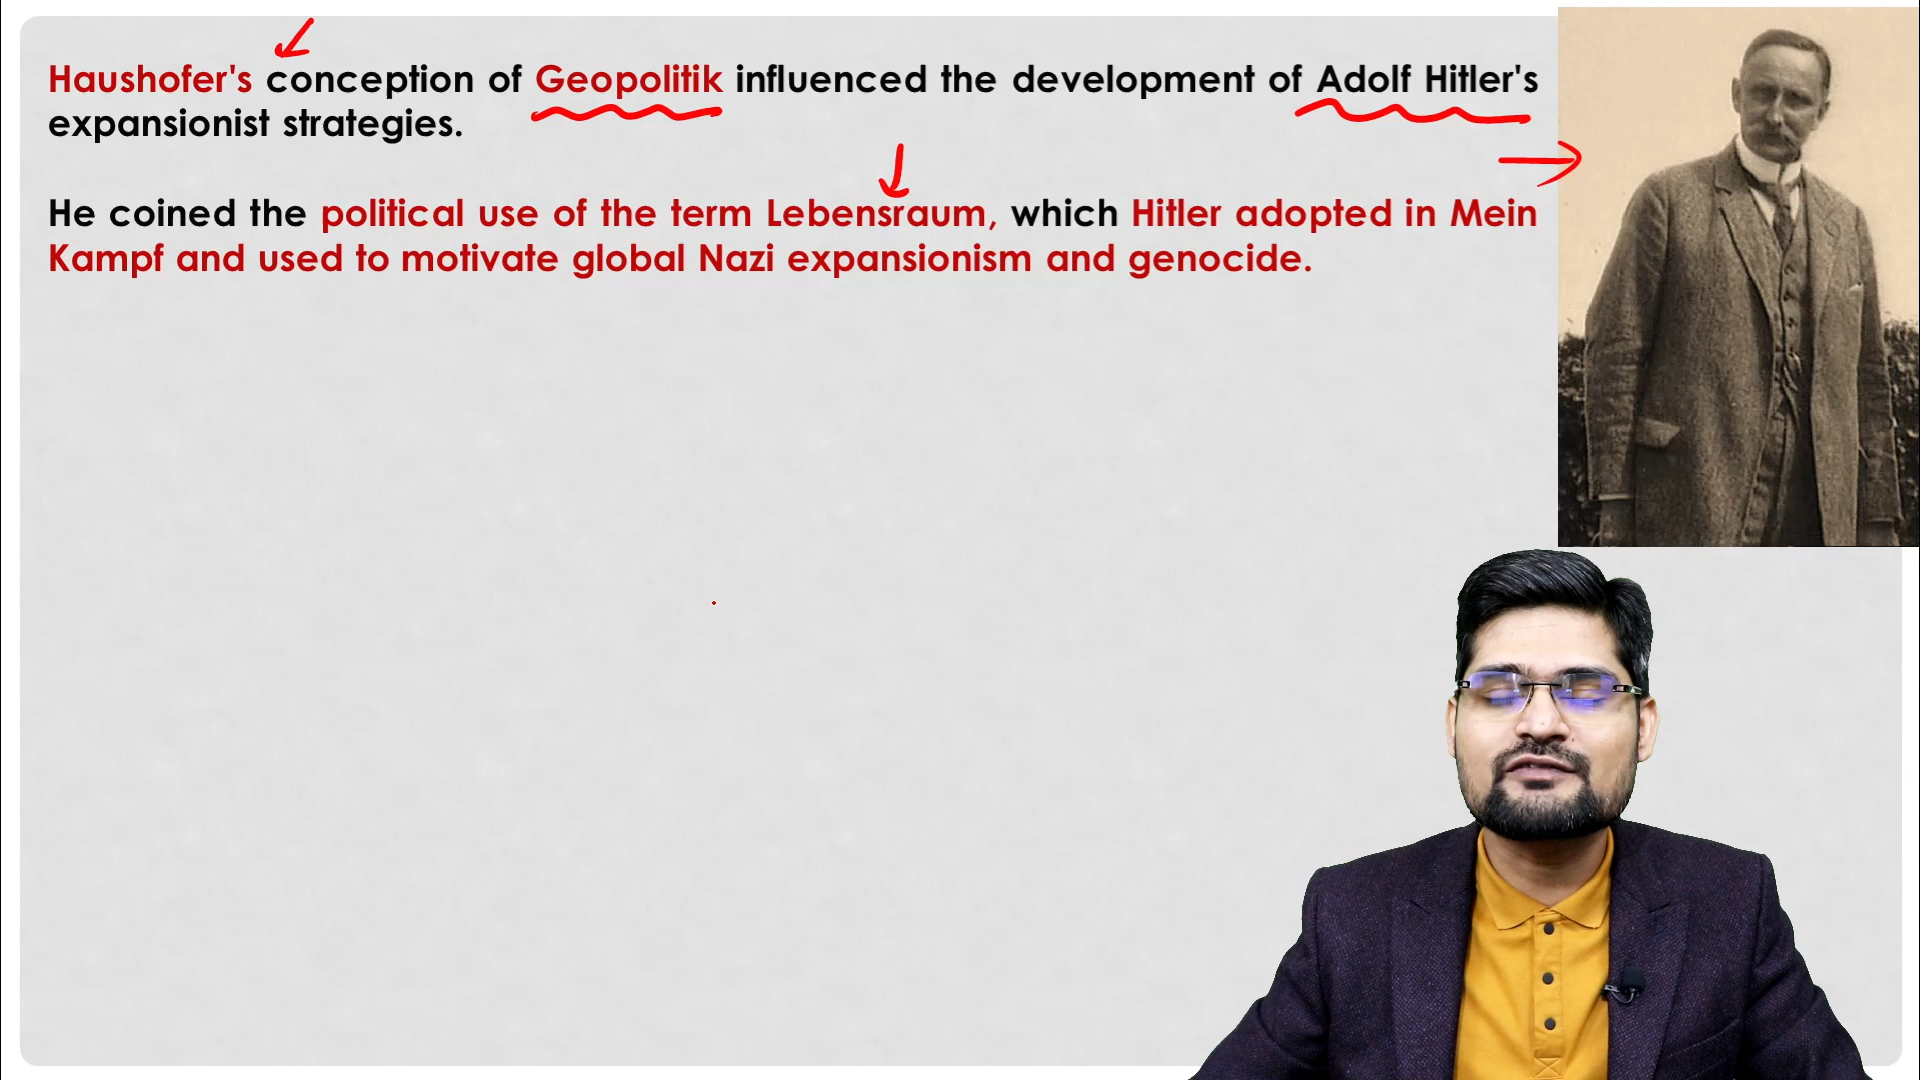 Haushofer's conception of Geopolitik influenced the development of Adolf Hitler's
expansionist strategies.
He coined the political use of the term Lebensraum, which Hitler adopted in Mein
Kampf and used to motivate global Nazi expansionism and genocide.